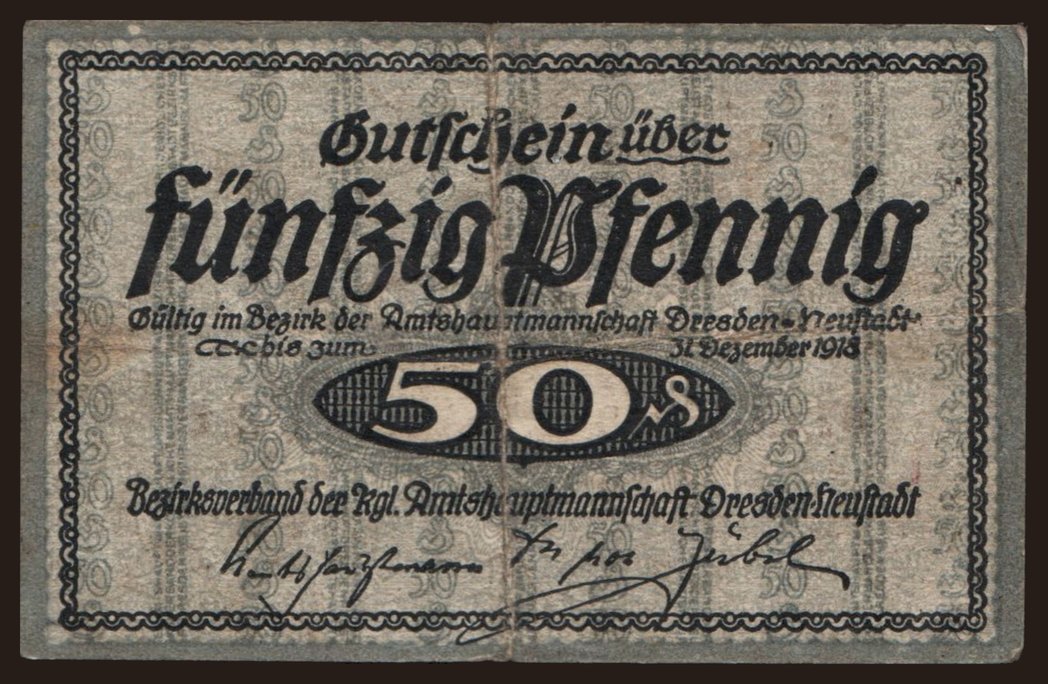 Gutschein über
fünfzig Pfennig
Gültig im Bezirk der Amtshauptmannschaft Dresden-Neustadt
bis zum 31. Dezember 1918
50 ₰
Bezirksverband der Kgl. Amtshauptmannschaft Dresden-Neustadt
Amtshauptmann